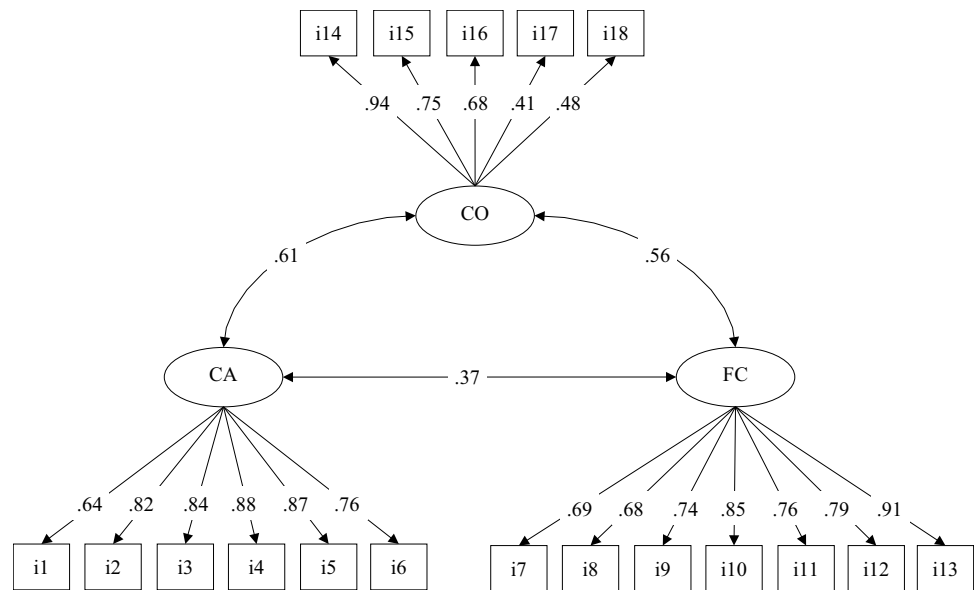 i14 i15 i16 i17 i18
.94 .75 .68 .41 .48
CO
.61 .56
CA .37 FC
.64 .82 .84 .88 .87 .76 .69 .68 .74 .85 .76 .79 .91
i1 i2 i3 i4 i5 i6 i7 i8 i9 i10 i11 i12 i13